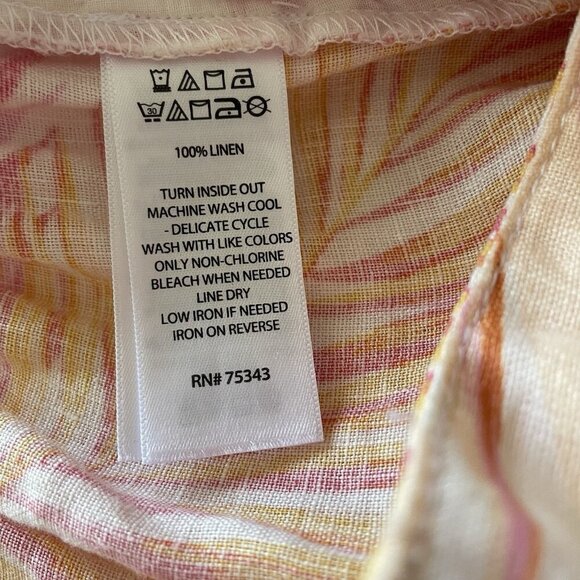 30
100% LINEN
TURN INSIDE OUT
MACHINE WASH COOL
- DELICATE CYCLE
WASH WITH LIKE COLORS
ONLY NON-CHLORINE
BLEACH WHEN NEEDED
LINE DRY
LOW IRON IF NEEDED
IRON ON REVERSE
RN# 75343